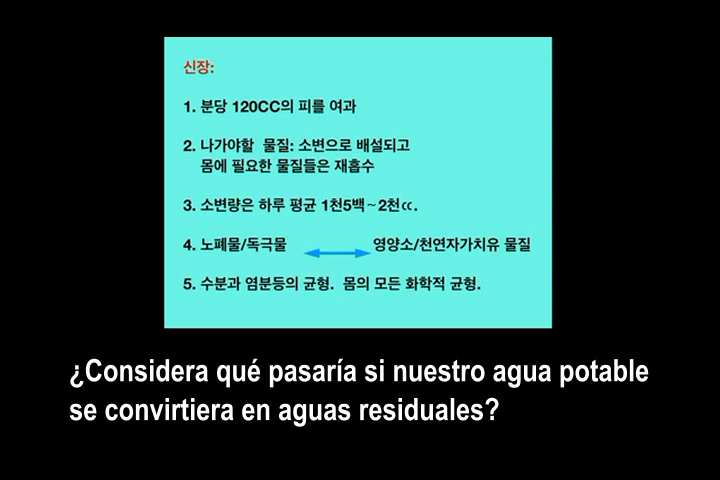 신장:
1. 분당 120CC의 피를 여과
2. 나가야할 물질: 소변으로 배설되고
몸에 필요한 물질들은 재흡수
3. 소변량은 하루 평균 1천5백~2천㏄.
4. 노폐물/독극물 영양소/천연자가치유 물질
5. 수분과 염분등의 균형. 몸의 모든 화학적 균형.
¿Considera qué pasaría si nuestro agua potable
se convirtiera en aguas residuales?